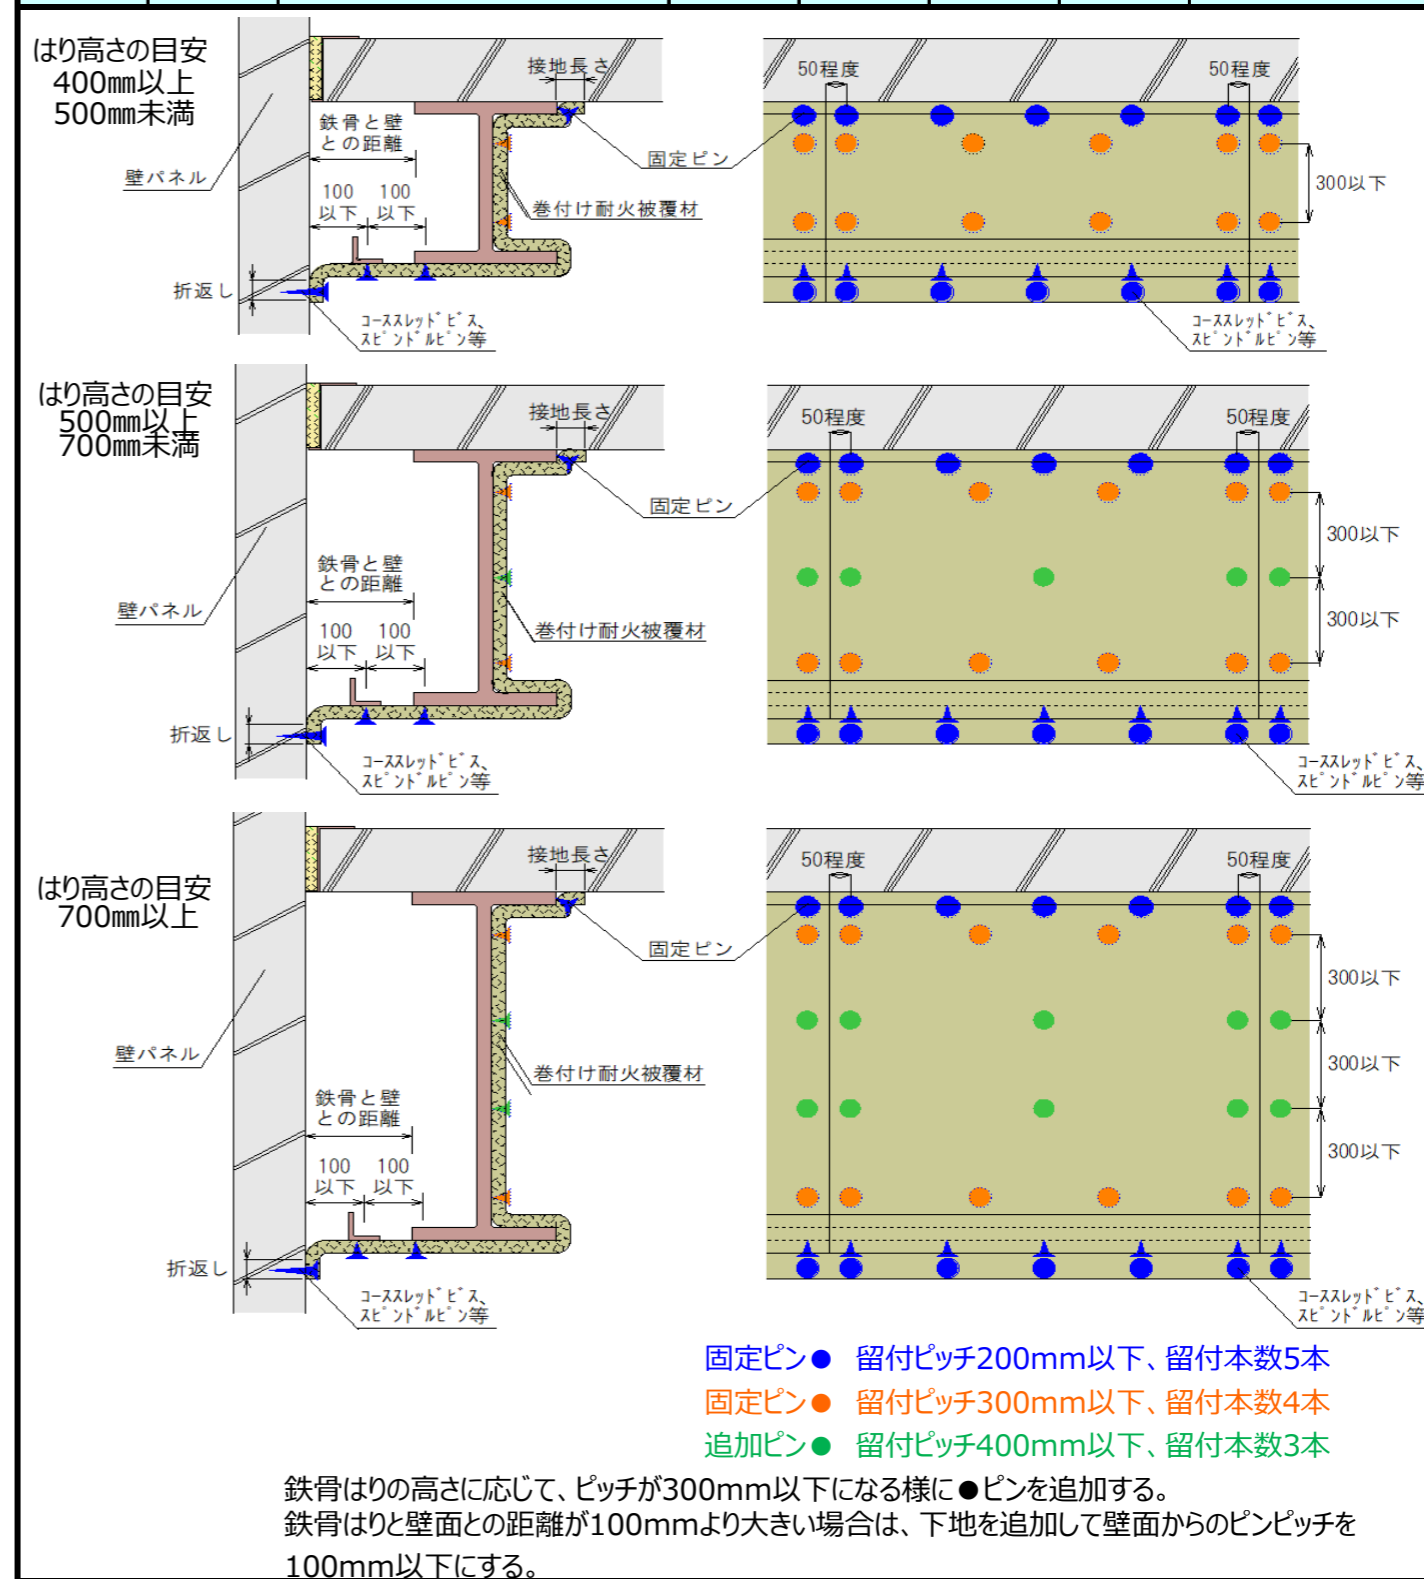 はり高さの目安
400㎜以上
500㎜未満
接地長さ
鉄骨と壁
との距離
壁パネル
100
以下
100
以下
固定ピン
巻付け耐火被覆材
折返し
ｺｰｽｽﾚｯﾄﾞﾋﾞｽ、
ｽﾋﾟﾝﾄﾞﾙﾋﾟﾝ等
50程度
50程度
300以下
ｺｰｽｽﾚｯﾄﾞﾋﾞｽ、
ｽﾋﾟﾝﾄﾞﾙﾋﾟﾝ等
はり高さの目安
500㎜以上
700㎜未満
接地長さ
固定ピン
鉄骨と壁
との距離
壁パネル
100
以下
100
以下
巻付け耐火被覆材
折返し
ｺｰｽｽﾚｯﾄﾞﾋﾞｽ、
ｽﾋﾟﾝﾄﾞﾙﾋﾟﾝ等
50程度
50程度
300以下
300以下
ｺｰｽｽﾚｯﾄﾞﾋﾞｽ、
ｽﾋﾟﾝﾄﾞﾙﾋﾟﾝ等
はり高さの目安
700㎜以上
接地長さ
固定ピン
壁パネル
巻付け耐火被覆材
鉄骨と壁
との距離
100
以下
100
以下
折返し
ｺｰｽｽﾚｯﾄﾞﾋﾞｽ、
ｽﾋﾟﾝﾄﾞﾙﾋﾟﾝ等
50程度
50程度
300以下
300以下
300以下
ｺｰｽｽﾚｯﾄﾞﾋﾞｽ、
ｽﾋﾟﾝﾄﾞﾙﾋﾟﾝ等
固定ピン● 留付ピッチ200mm以下、留付本数5本
固定ピン● 留付ピッチ300mm以下、留付本数4本
追加ピン● 留付ピッチ400mm以下、留付本数3本
鉄骨はりの高さに応じて、ピッチが300mm以下になる様に●ピンを追加する。
鉄骨はりと壁面との距離が100mmより大きい場合は、下地を追加して壁面からのピンピッチを
100mm以下にする。